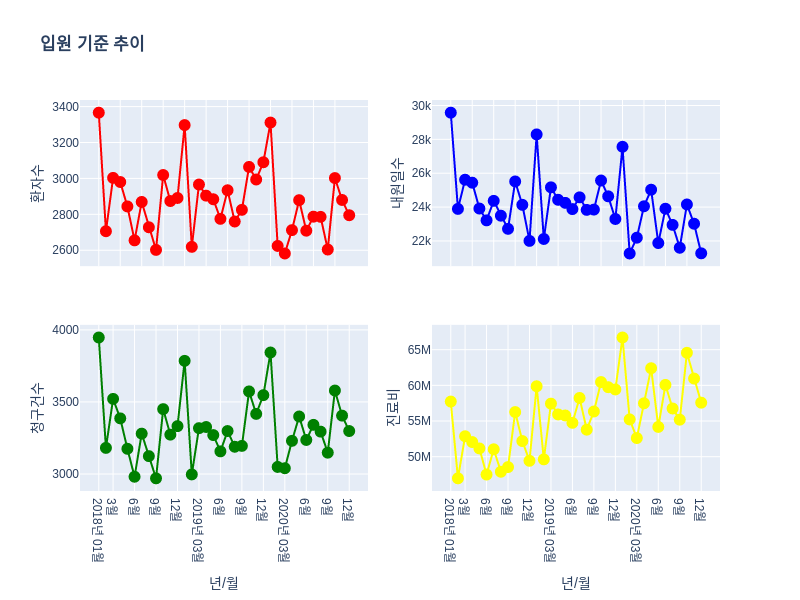 입원 기준 추이
3400
3200
3000
2800
2600
환자수
30k
28k
26k
24k
22k
내원일수
4000
3500
3000
청구건수
65M
60M
55M
50M
진료비
2018년 01월
3월
6월
9월
12월
2019년 03월
6월
9월
12월
2020년 03월
6월
9월
12월
년/월
2018년 01월
3월
6월
9월
12월
2019년 03월
6월
9월
12월
2020년 03월
6월
9월
12월
년/월